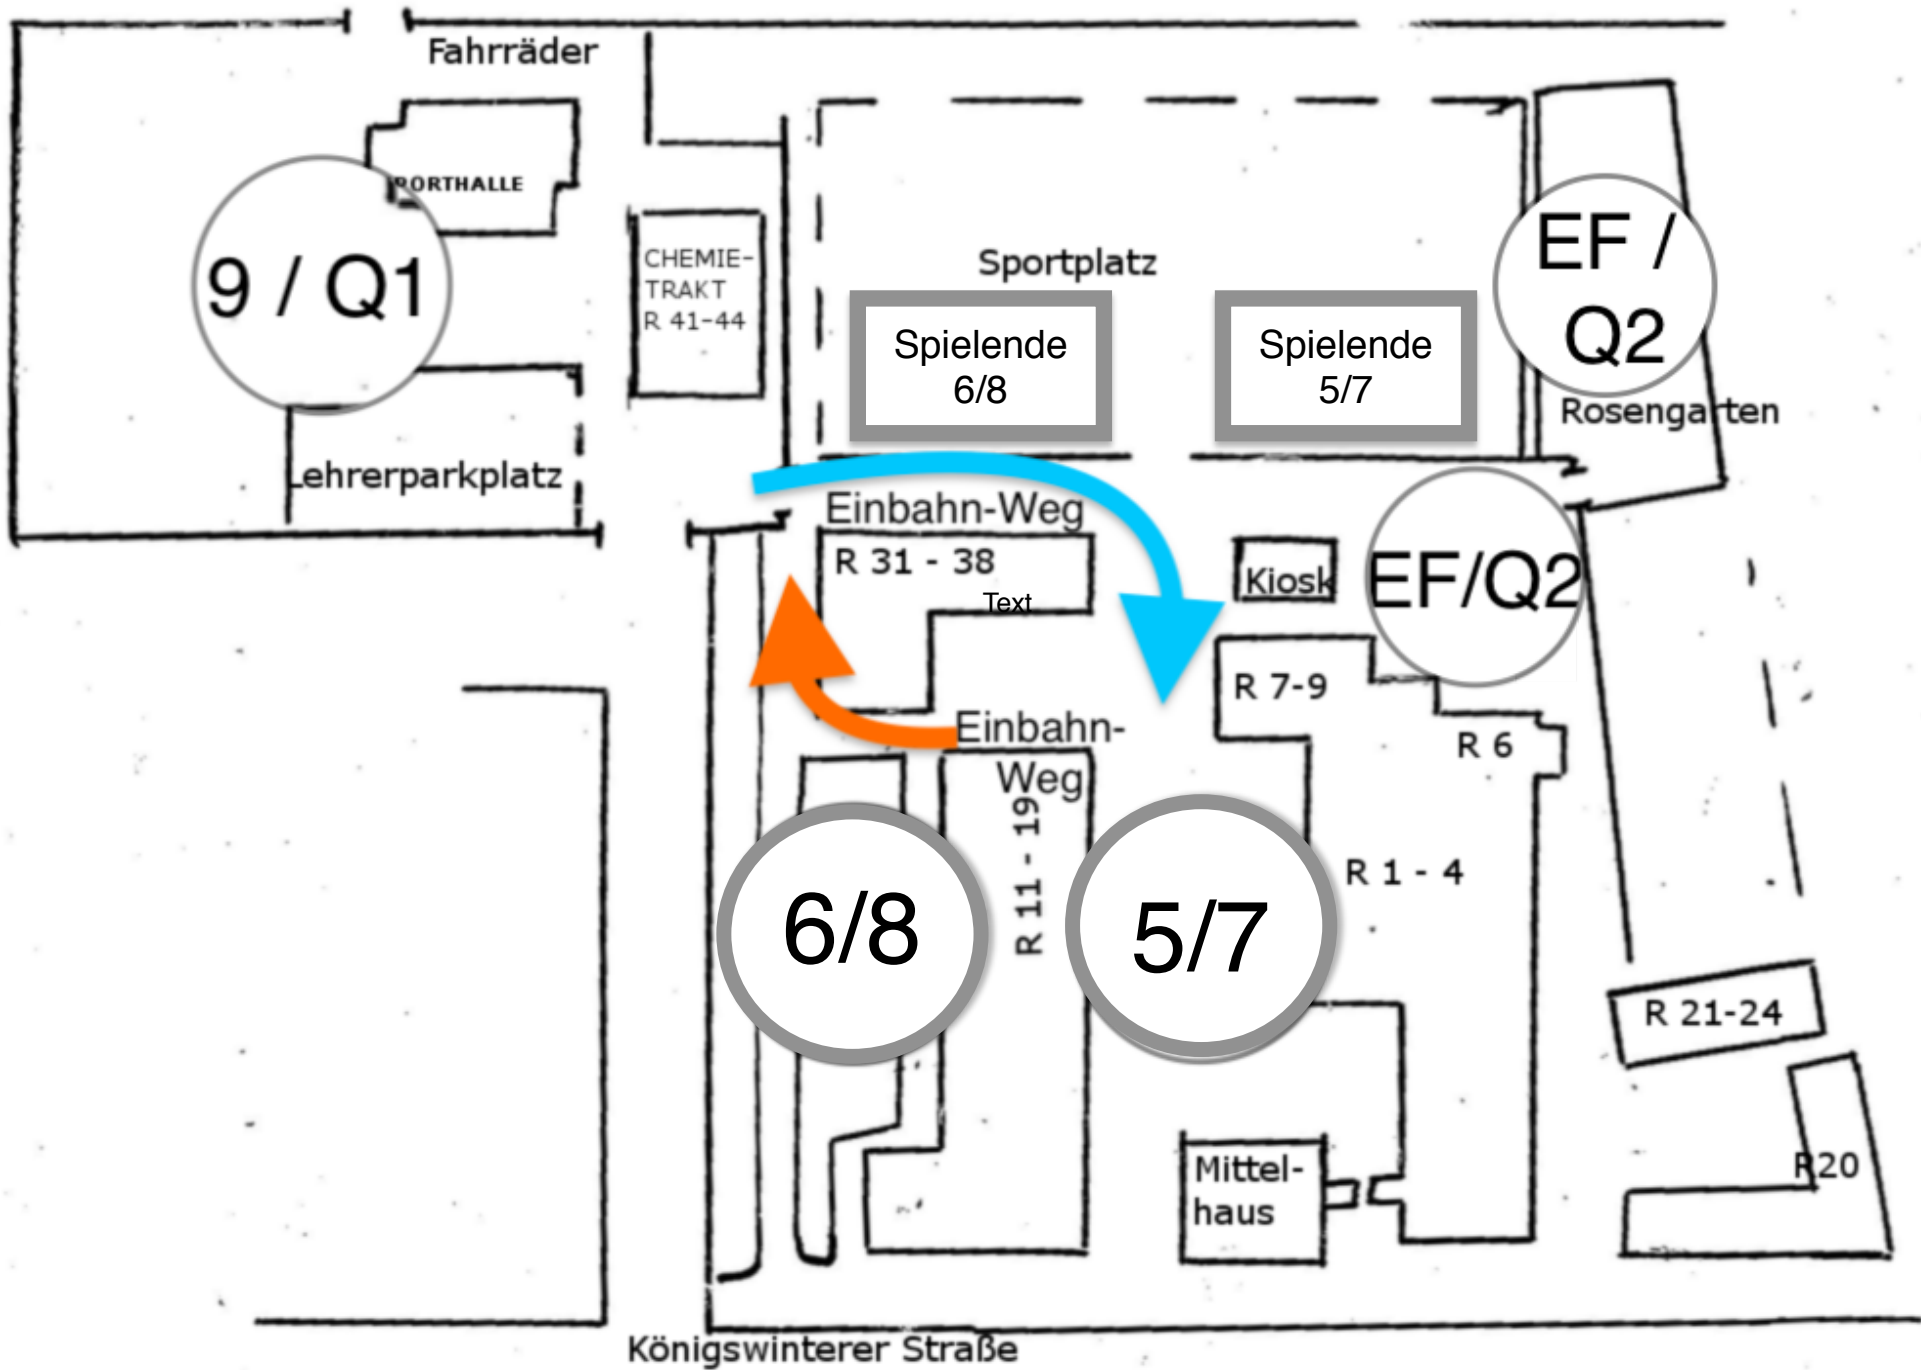 Fahrräder
PORTHALLE
9 / Q1
CHEMIE-
TRAKT
R 41-44
Sportplatz
EF /
Q2
Spielende
6/8
Spielende
5/7
Rosengarten
Lehrerparkplatz
Einbahn-Weg
R 31 - 38
Text
Kiosk
EF/Q2
R 7-9
Einbahn-
Weg
R 6
R 11 - 19
6/8
5/7
R 1 - 4
R 21-24
R20
Mittel-
haus
Königswinterer Straße